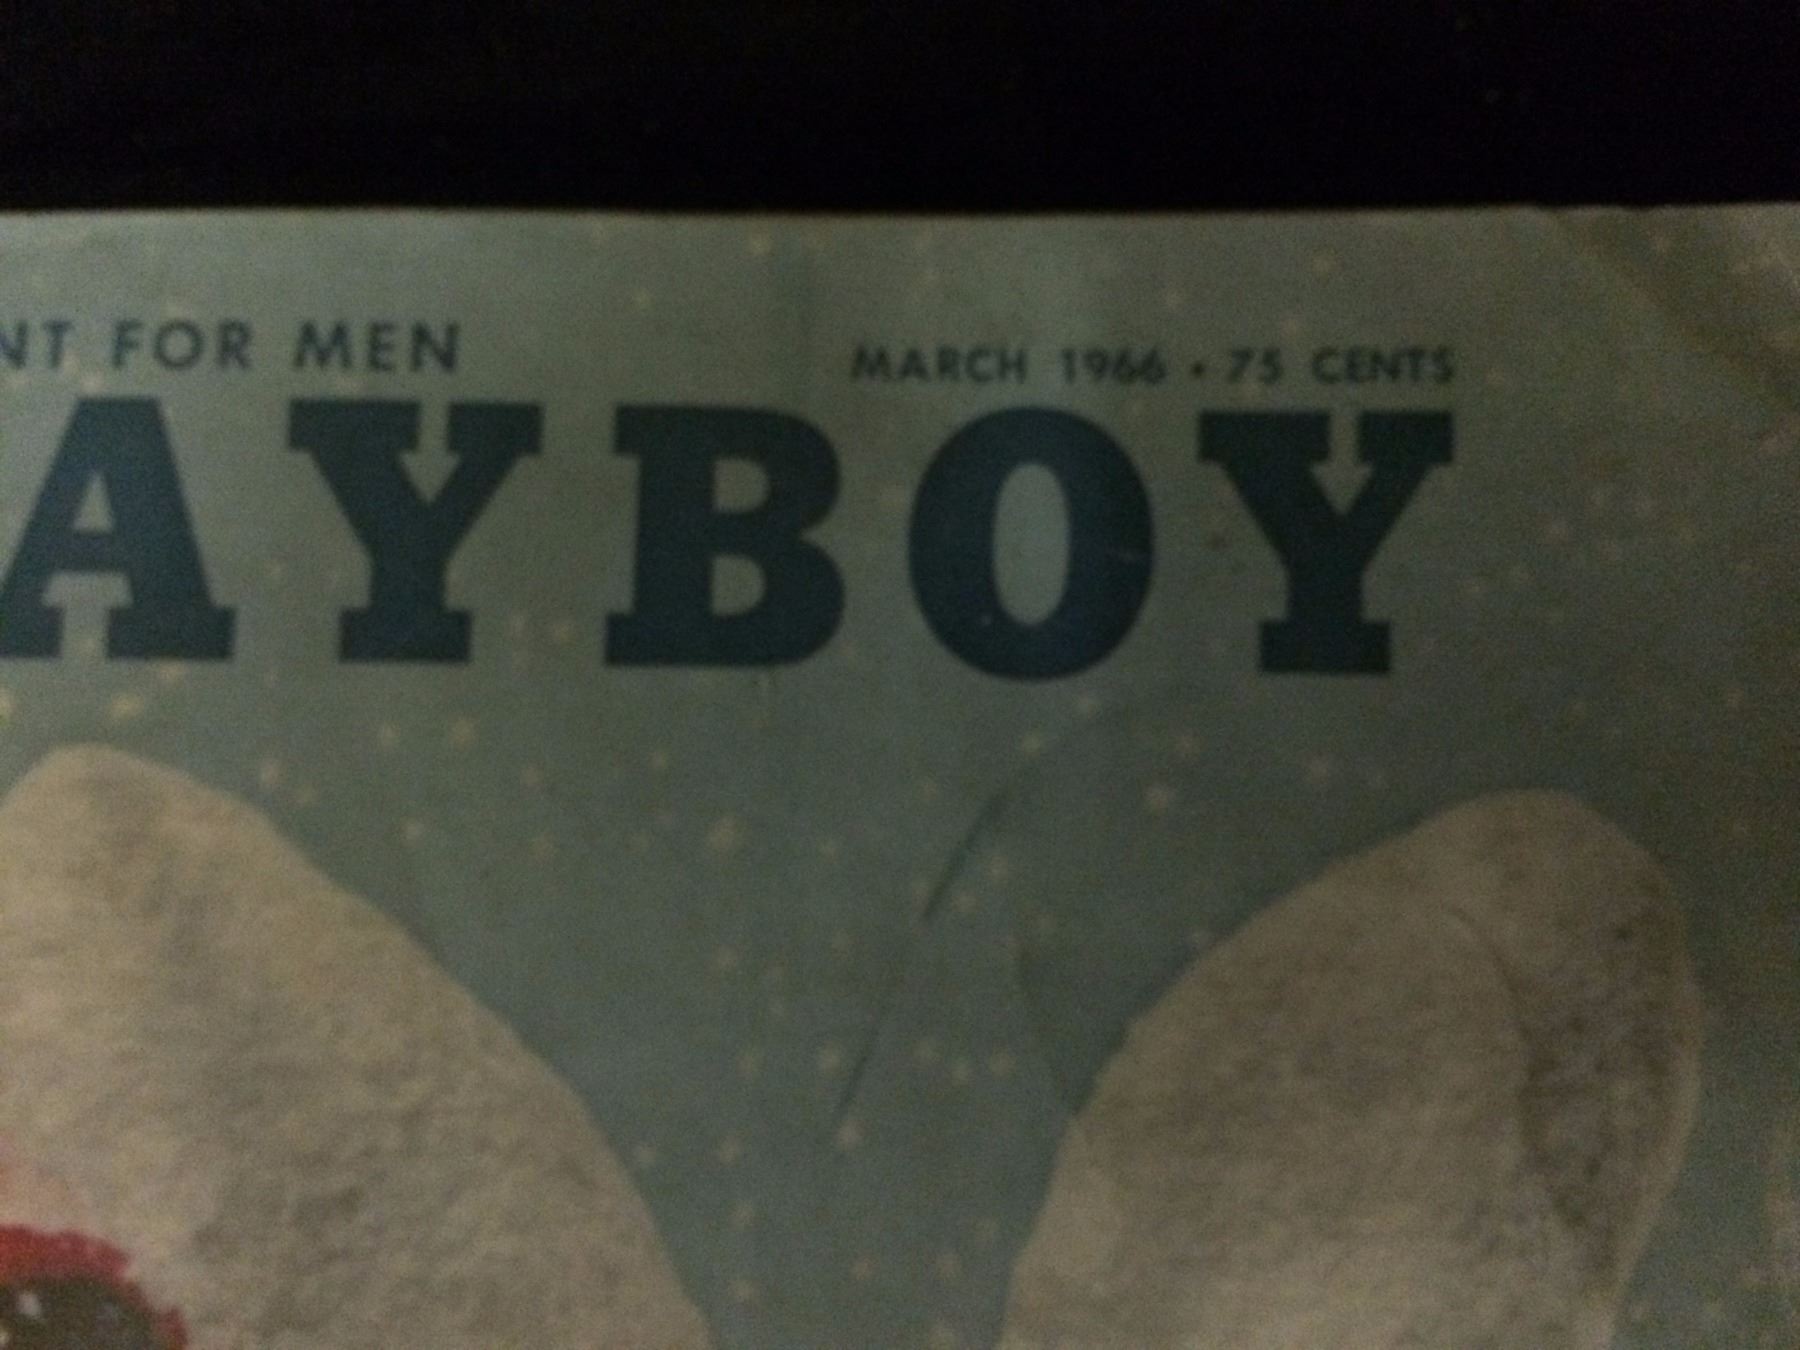 NT FOR MEN
MARCH 1966 • 75 CENTS
AYBOY